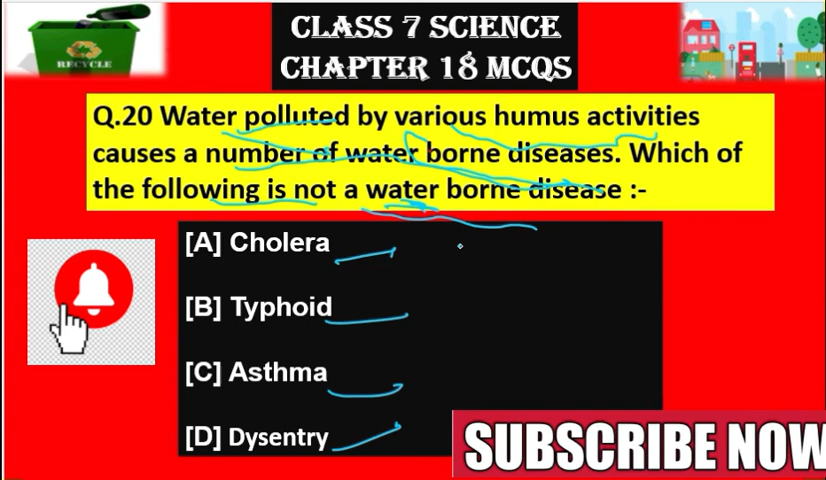 RECYCLE
CLASS 7 SCIENCE
CHAPTER 18 MCQS
Q.20 Water polluted by various humus activities
causes a number of water borne diseases. Which of
the following is not a water borne disease :-
[A] Cholera
[B] Typhoid
[C] Asthma
[D] Dysentry
SUBSCRIBE NOW